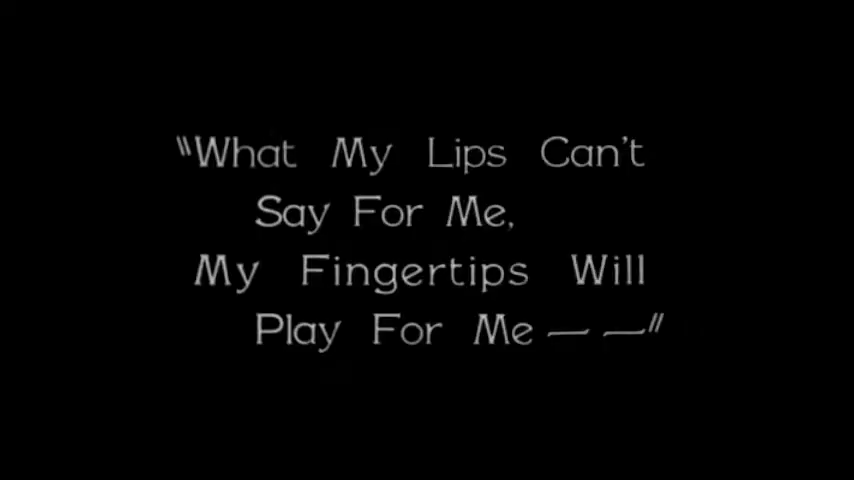 "What My Lips Can't
Say For Me,
My Fingertips Will
Play For Me — —"